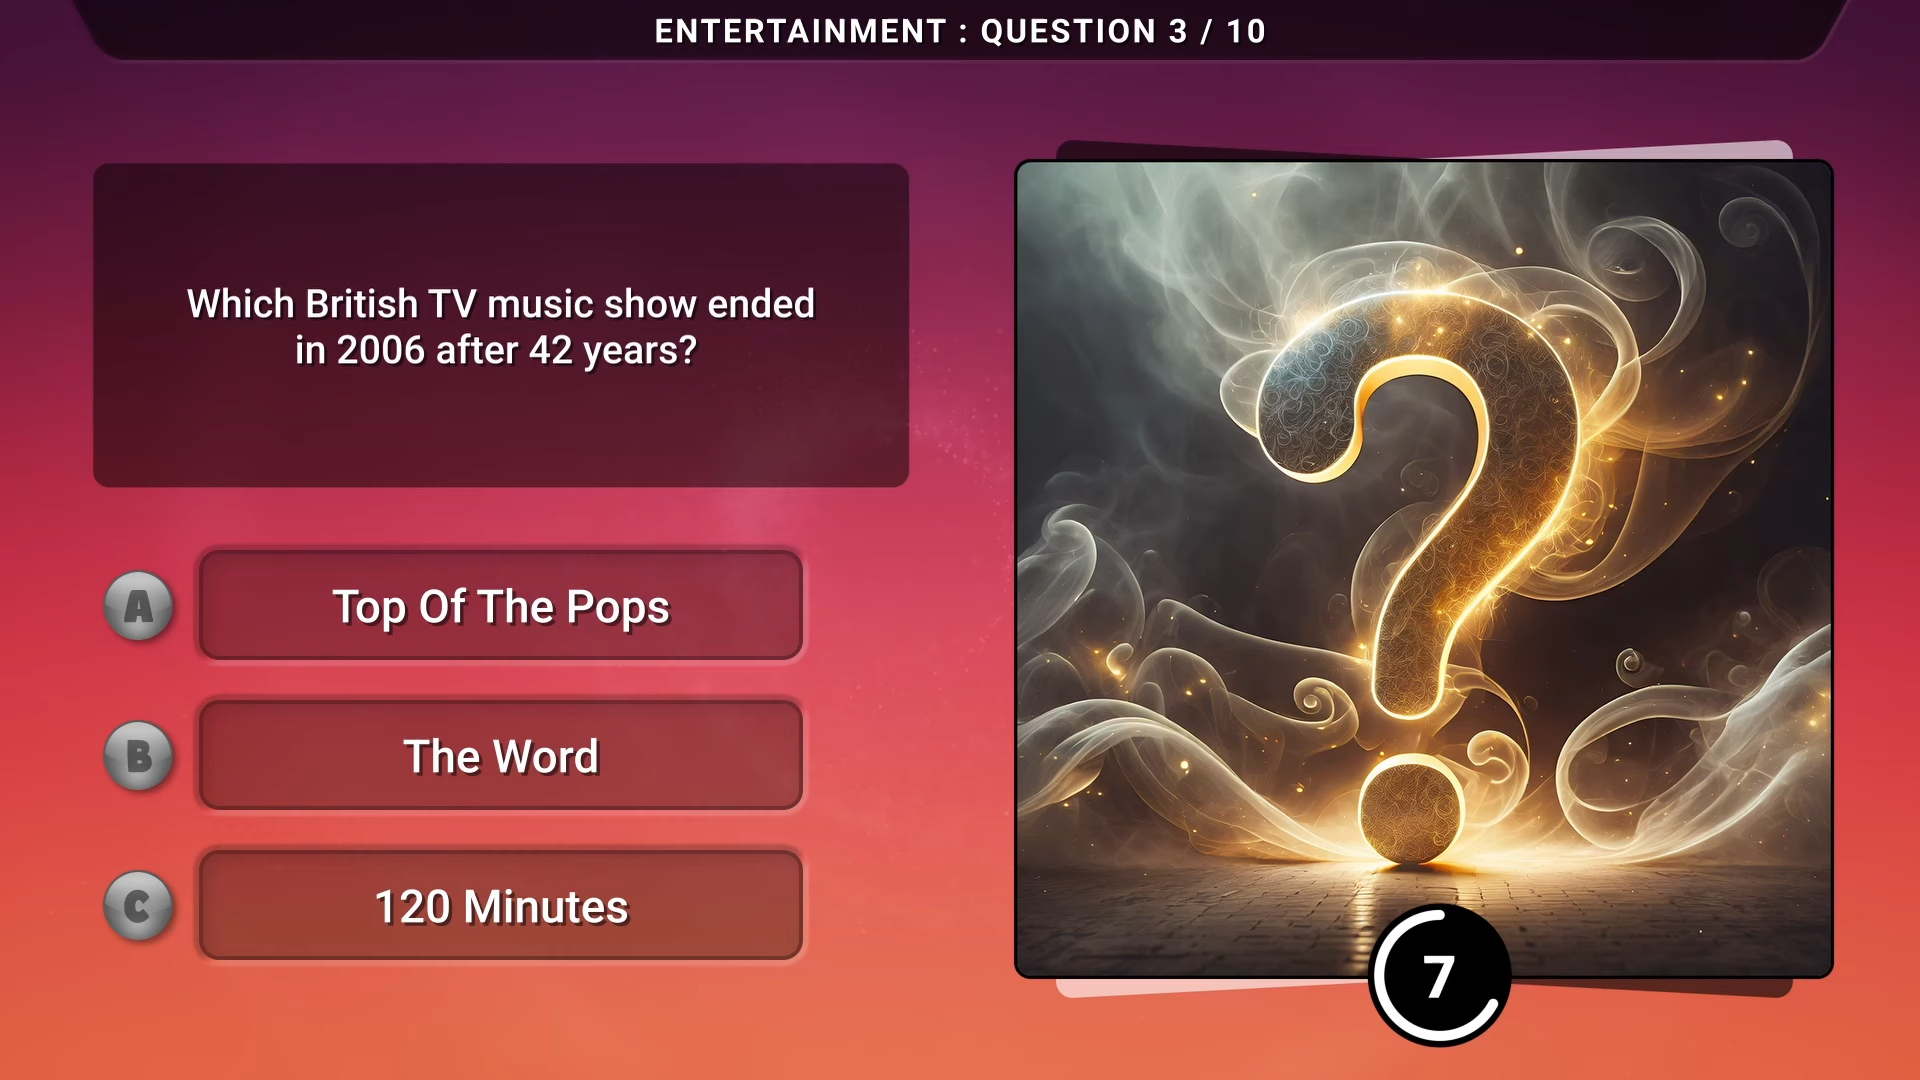 ENTERTAINMENT : QUESTION 3 / 10
Which British TV music show ended
in 2006 after 42 years?
A
Top Of The Pops
B
The Word
C
120 Minutes
7